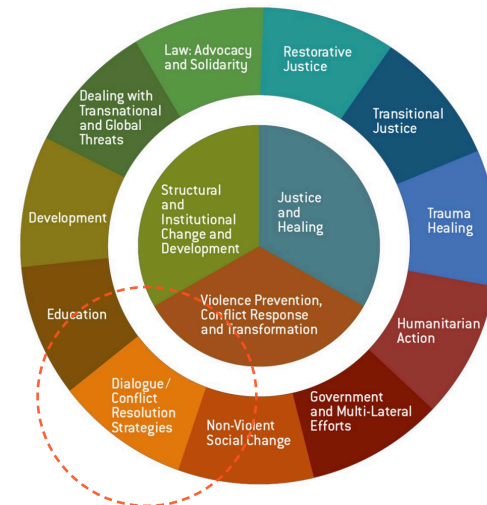 Law: Advocacy
and Solidarity
Restorative
Justice
Transitional
Justice
Trauma
Healing
Humanitarian
Action
Government
and Multi-Lateral
Efforts
Non-Violent
Social Change
Dialogue/
Conflict
Resolution
Strategies
Education
Development
Dealing with
Transnational
and Global
Threats
Structural
and
Institutional
Change and
Development
Justice
and
Healing
Violence Prevention,
Conflict Response
and Transformation